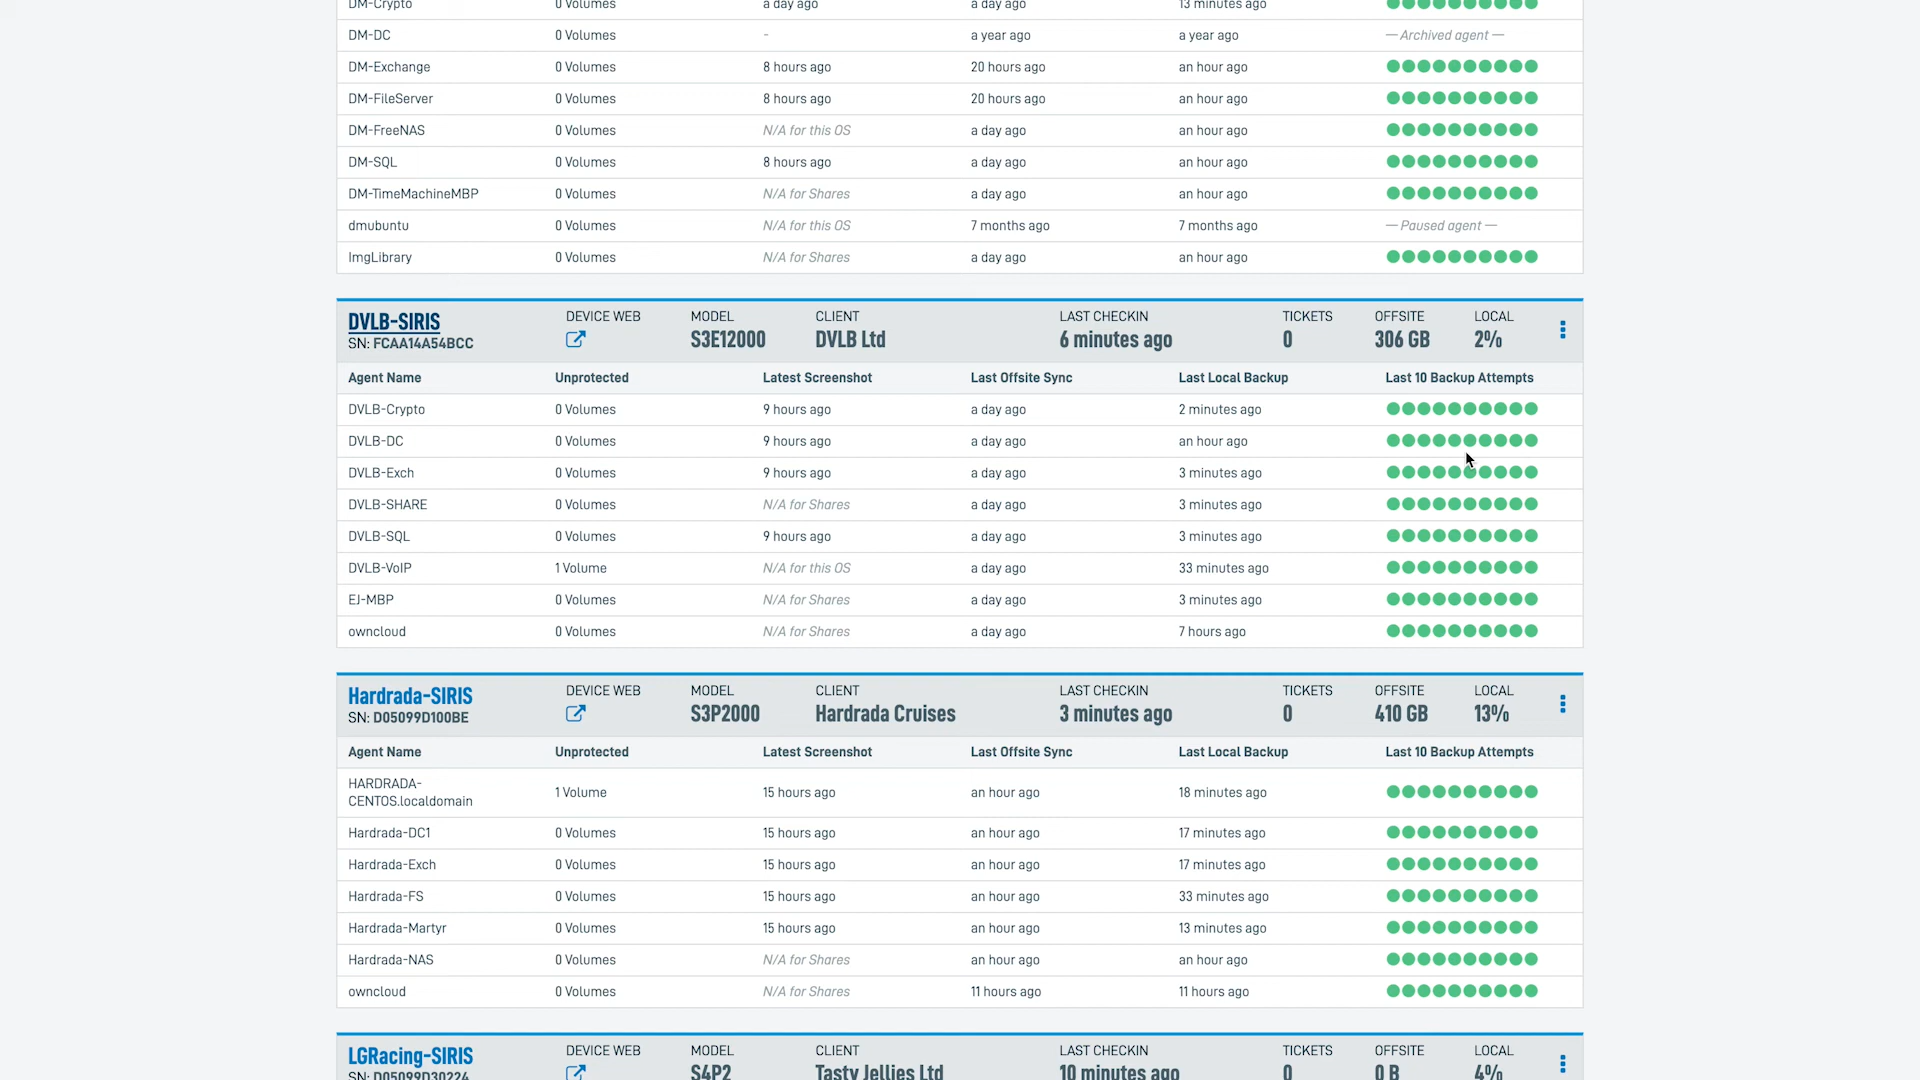 DM-Crypto 0 Volumes a day ago a day ago 13 minutes ago
DM-DC 0 Volumes - a year ago a year ago — Archived agent —
DM-Exchange 0 Volumes 8 hours ago 20 hours ago an hour ago
DM-FileServer 0 Volumes 8 hours ago 20 hours ago an hour ago
DM-FreeNAS 0 Volumes N/A for this OS a day ago an hour ago
DM-SQL 0 Volumes 8 hours ago a day ago an hour ago
DM-TimeMachineMBP 0 Volumes N/A for Shares a day ago an hour ago
dmubuntu 0 Volumes N/A for this OS 7 months ago 7 months ago — Paused agent —
ImgLibrary 0 Volumes N/A for Shares a day ago an hour ago
DVLB-SIRIS DEVICE WEB MODEL CLIENT LAST CHECKIN TICKETS OFFSITE LOCAL
SN: FCAA14A54BCC S3E12000 DVLB Ltd 6 minutes ago 0 306 GB 2%
Agent Name Unprotected Latest Screenshot Last Offsite Sync Last Local Backup Last 10 Backup Attempts
DVLB-Crypto 0 Volumes 9 hours ago a day ago 2 minutes ago
DVLB-DC 0 Volumes 9 hours ago a day ago an hour ago
DVLB-Exch 0 Volumes 9 hours ago a day ago 3 minutes ago
DVLB-SHARE 0 Volumes N/A for Shares a day ago 3 minutes ago
DVLB-SQL 0 Volumes 9 hours ago a day ago 3 minutes ago
DVLB-VoIP 1 Volume N/A for this OS a day ago 33 minutes ago
EJ-MBP 0 Volumes N/A for Shares a day ago 3 minutes ago
owncloud 0 Volumes N/A for Shares a day ago 7 hours ago
Hardrada-SIRIS DEVICE WEB MODEL CLIENT LAST CHECKIN TICKETS OFFSITE LOCAL
SN: D05099D100BE S3P2000 Hardrada Cruises 3 minutes ago 0 410 GB 13%
Agent Name Unprotected Latest Screenshot Last Offsite Sync Last Local Backup Last 10 Backup Attempts
HARDRADA-
CENTOS.localdomain 1 Volume 15 hours ago an hour ago 18 minutes ago
Hardrada-DC1 0 Volumes 15 hours ago an hour ago 17 minutes ago
Hardrada-Exch 0 Volumes 15 hours ago an hour ago 17 minutes ago
Hardrada-FS 0 Volumes 15 hours ago an hour ago 33 minutes ago
Hardrada-Martyr 0 Volumes 15 hours ago an hour ago 13 minutes ago
Hardrada-NAS 0 Volumes N/A for Shares an hour ago an hour ago
owncloud 0 Volumes N/A for Shares 11 hours ago 11 hours ago
LGRacing-SIRIS DEVICE WEB MODEL CLIENT LAST CHECKIN TICKETS OFFSITE LOCAL
SN: D05099D30224 S4P2 Tasty Jellies Ltd 10 minutes ago 0 0 B 4%